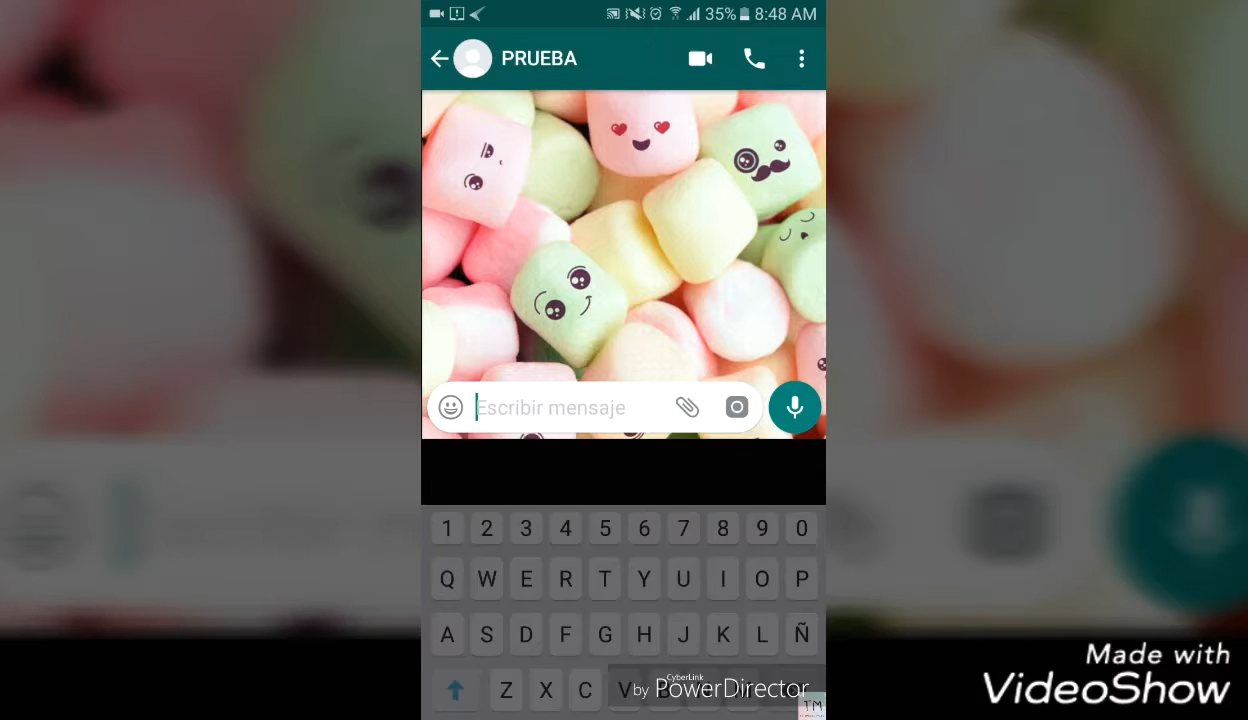 35% 8:48 AM
PRUEBA
Escribir mensaje
1 2 3 4 5 6 7 8 9 0
Q W E R T Y U I O P
A S D F G H J K L Ñ
Z X C V B
CyberLink
by PowerDirector
TM
Made with
VideoShow